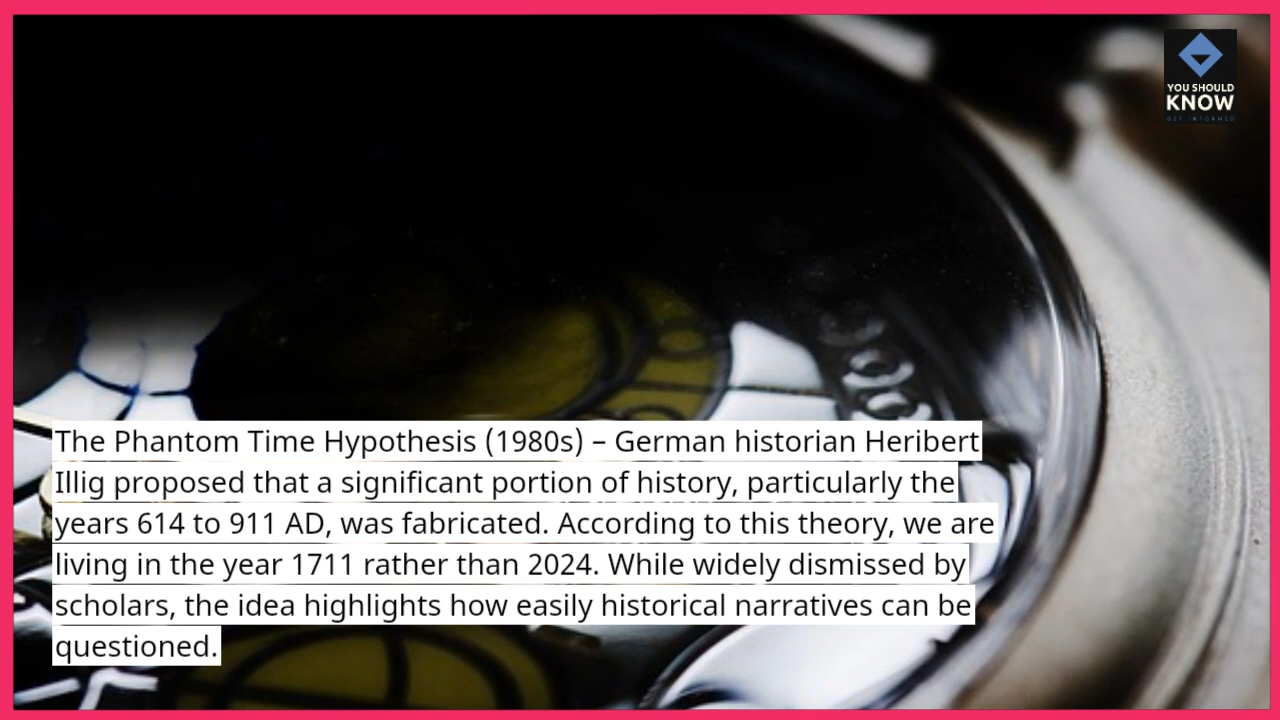 YOU SHOULD
KNOW
GET INFORMED
The Phantom Time Hypothesis (1980s) – German historian Heribert
Illig proposed that a significant portion of history, particularly the
years 614 to 911 AD, was fabricated. According to this theory, we are
living in the year 1711 rather than 2024. While widely dismissed by
scholars, the idea highlights how easily historical narratives can be
questioned.